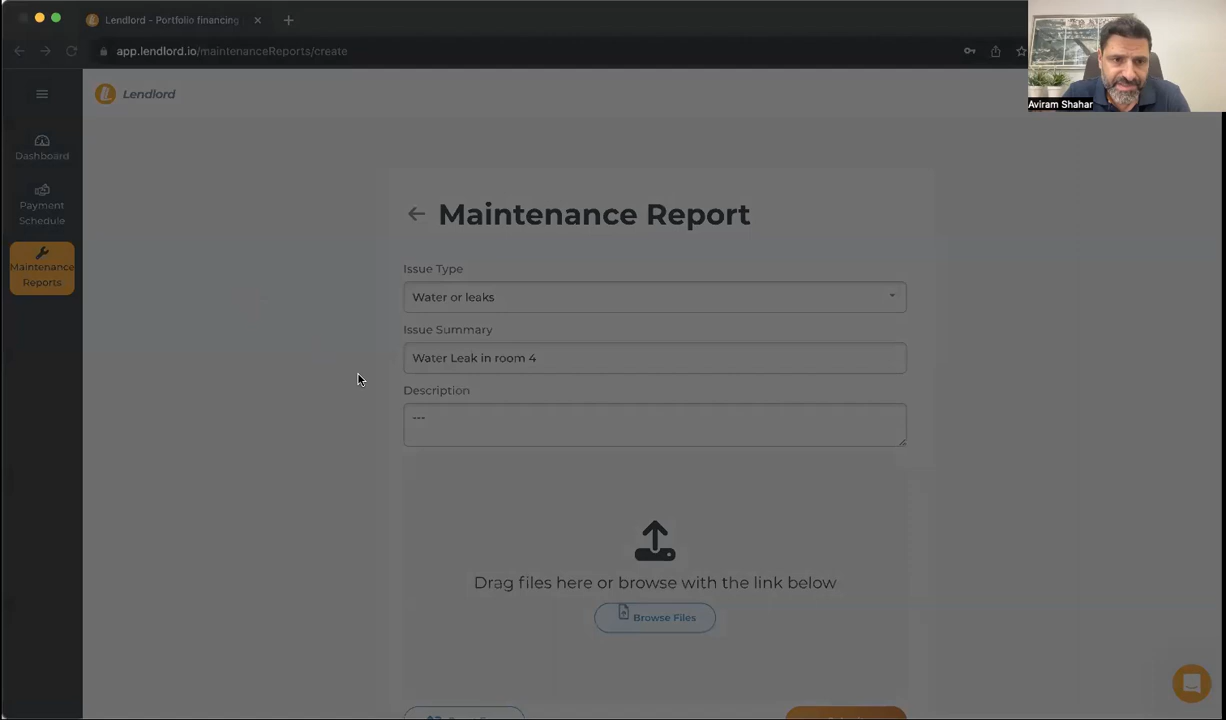 Lendlord - Portfolio financing
app.lendlord.io/maintenanceReports/create
Aviram Shahar
Lendlord
Dashboard
Payment
Schedule
Maintenance
Reports
Maintenance Report
Issue Type
Water or leaks
Issue Summary
Water Leak in room 4
Description
---
Drag files here or browse with the link below
Browse Files